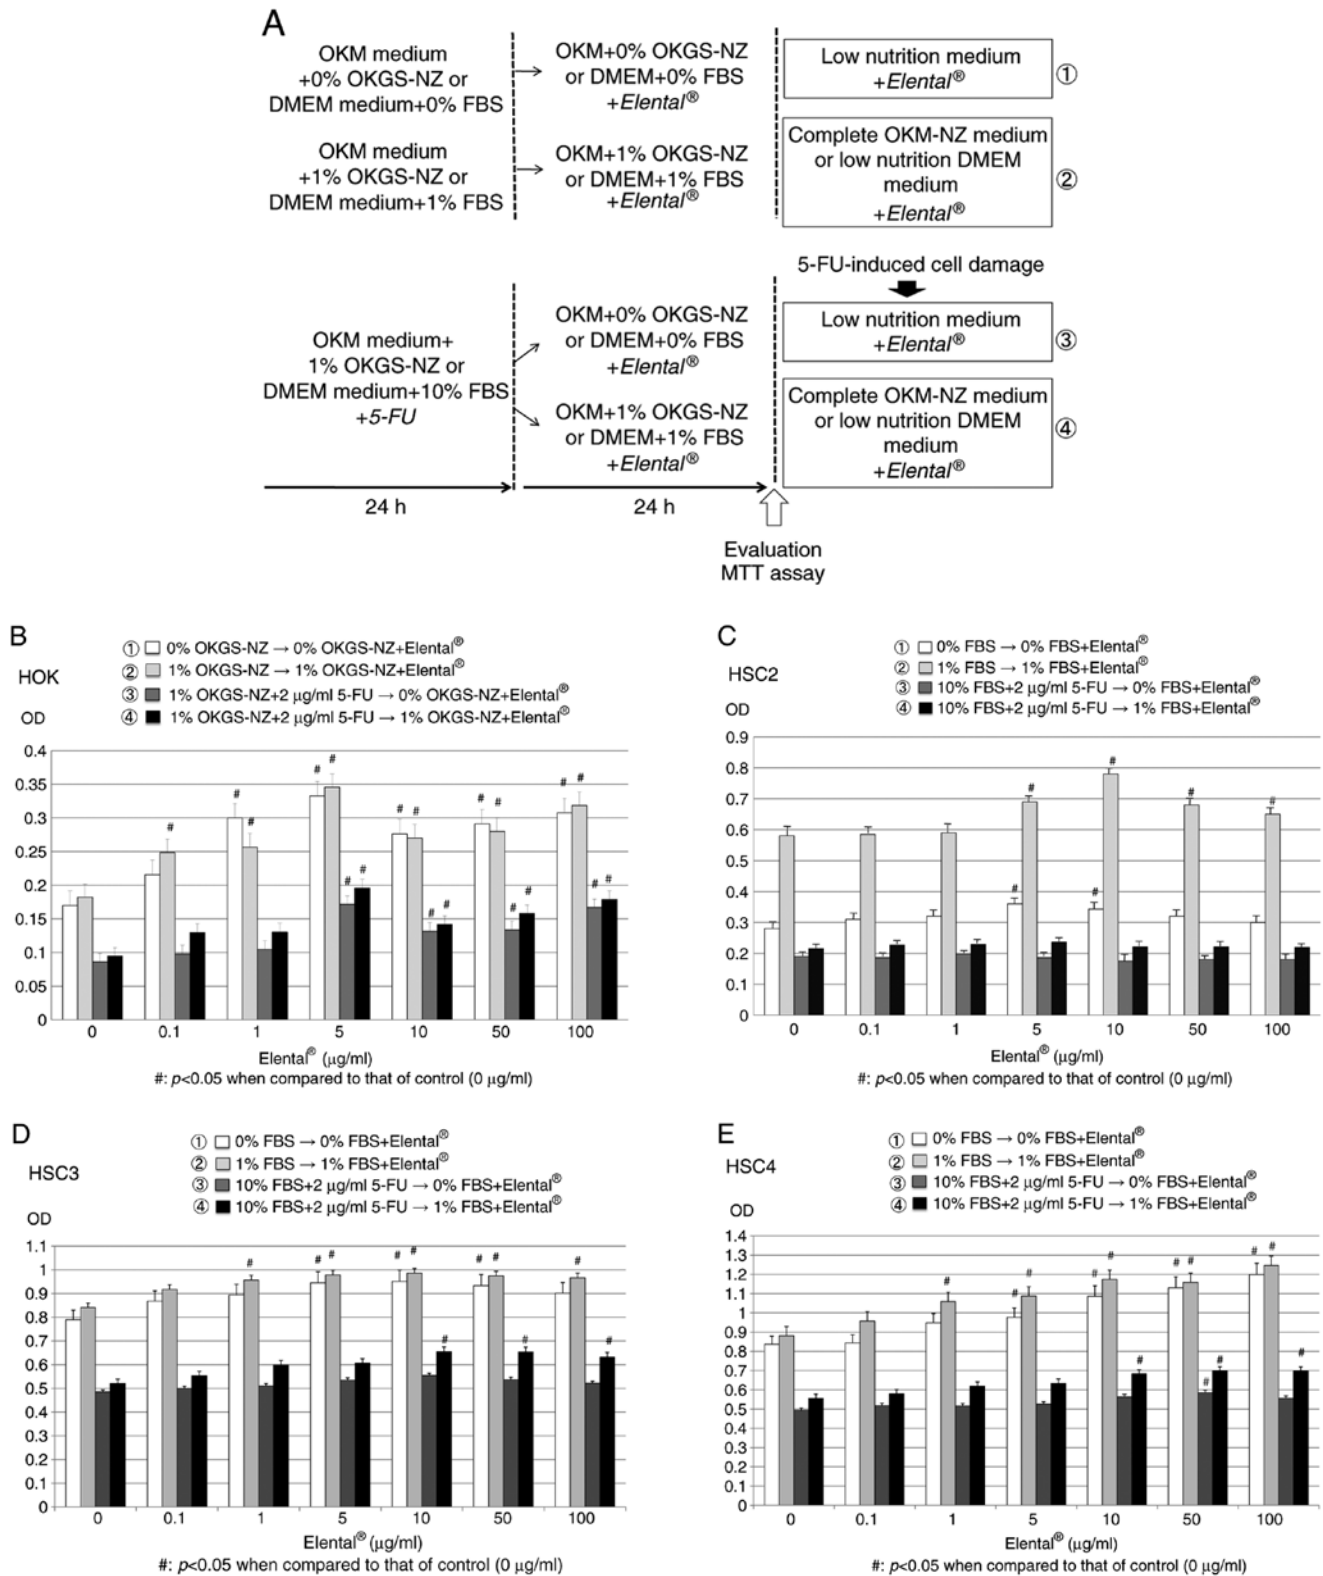 A
OKM medium
+0% OKGS-NZ or
DMEM medium+0% FBS
OKM+0% OKGS-NZ
or DMEM+0% FBS
+Elental®
Low nutrition medium
+Elental®
①
OKM medium
+1% OKGS-NZ or
DMEM medium+1% FBS
OKM+1% OKGS-NZ
or DMEM+1% FBS
+Elental®
Complete OKM-NZ medium
or low nutrition DMEM
medium
+Elental®
②
5-FU-induced cell damage
OKM medium+
1% OKGS-NZ or
DMEM medium+10% FBS
+5-FU
OKM+0% OKGS-NZ
or DMEM+0% FBS
+Elental®
Low nutrition medium
+Elental®
③
OKM+1% OKGS-NZ
or DMEM+1% FBS
+Elental®
Complete OKM-NZ medium
or low nutrition DMEM
medium
+Elental®
④
24 h
24 h
Evaluation
MTT assay
B
HOK
① 0% OKGS-NZ → 0% OKGS-NZ+Elental®
② 1% OKGS-NZ → 1% OKGS-NZ+Elental®
③ 1% OKGS-NZ+2 μg/ml 5-FU → 0% OKGS-NZ+Elental®
④ 1% OKGS-NZ+2 μg/ml 5-FU → 1% OKGS-NZ+Elental®
OD
0.4
0.35
0.3
0.25
0.2
0.15
0.1
0.05
0
# # # # # # # # # # # # # # # # # # #
0 0.1 1 5 10 50 100
Elental® (μg/ml)
#: p<0.05 when compared to that of control (0 μg/ml)
C
HSC2
① 0% FBS → 0% FBS+Elental®
② 1% FBS → 1% FBS+Elental®
③ 10% FBS+2 μg/ml 5-FU → 0% FBS+Elental®
④ 10% FBS+2 μg/ml 5-FU → 1% FBS+Elental®
OD
0.9
0.8
0.7
0.6
0.5
0.4
0.3
0.2
0.1
0
# # # # # #
0 0.1 1 5 10 50 100
Elental® (μg/ml)
#: p<0.05 when compared to that of control (0 μg/ml)
D
HSC3
① 0% FBS → 0% FBS+Elental®
② 1% FBS → 1% FBS+Elental®
③ 10% FBS+2 μg/ml 5-FU → 0% FBS+Elental®
④ 10% FBS+2 μg/ml 5-FU → 1% FBS+Elental®
OD
1.1
1
0.9
0.8
0.7
0.6
0.5
0.4
0.3
0.2
0.1
0
# # # # # # # # # # #
0 0.1 1 5 10 50 100
Elental® (μg/ml)
#: p<0.05 when compared to that of control (0 μg/ml)
E
HSC4
① 0% FBS → 0% FBS+Elental®
② 1% FBS → 1% FBS+Elental®
③ 10% FBS+2 μg/ml 5-FU → 0% FBS+Elental®
④ 10% FBS+2 μg/ml 5-FU → 1% FBS+Elental®
OD
1.4
1.3
1.2
1.1
1
0.9
0.8
0.7
0.6
0.5
0.4
0.3
0.2
0.1
0
# # # # # # # # # # # # #
0 0.1 1 5 10 50 100
Elental® (μg/ml)
#: p<0.05 when compared to that of control (0 μg/ml)